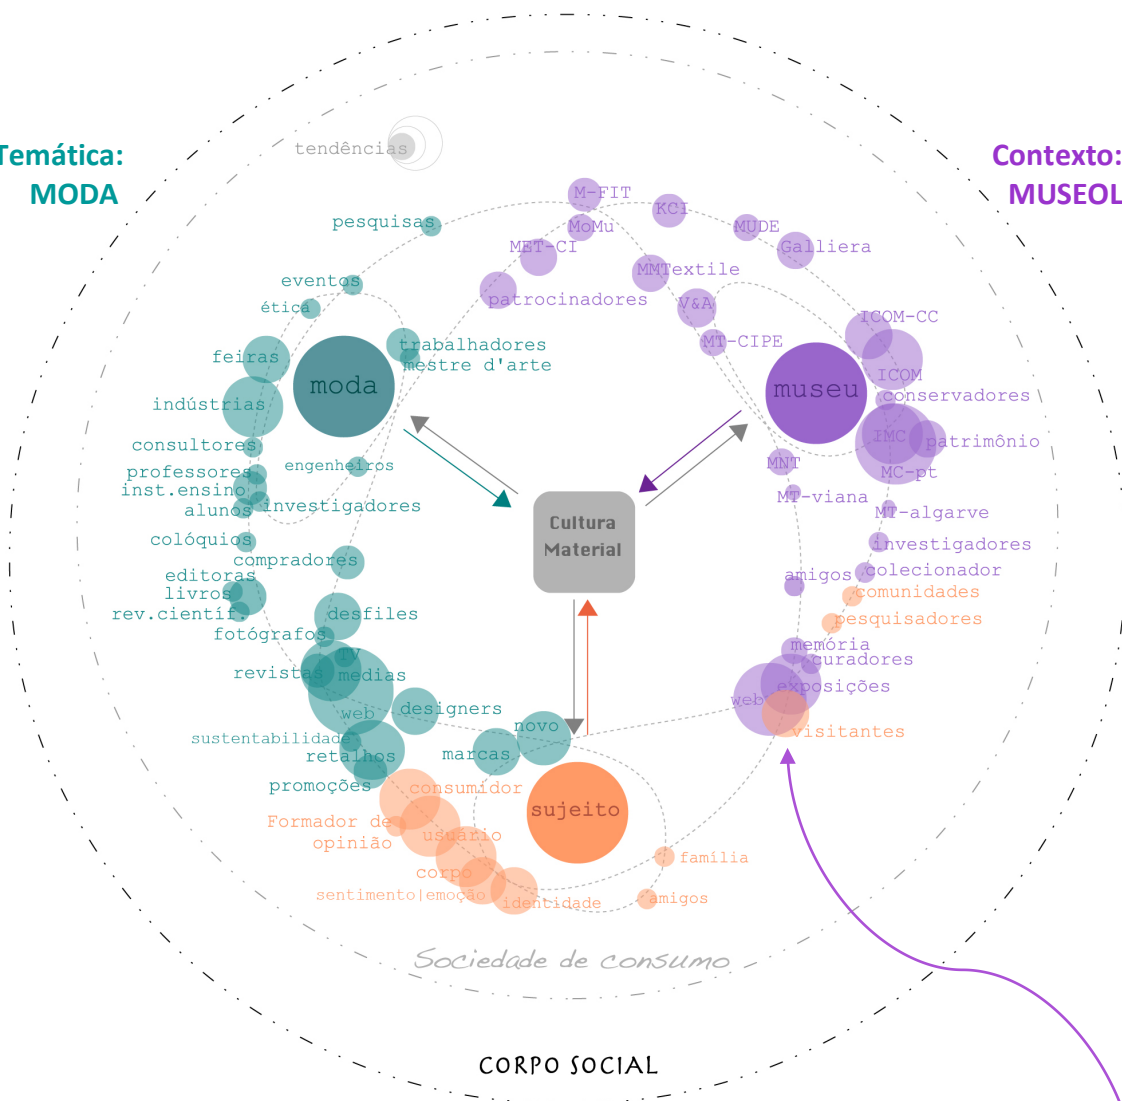 Temática:
MODA
Contexto:
MUSEOL
tendências
pesquisas
eventos
ética
feiras
trabalhadores
mestre d'arte
moda
indústrias
consultores
professores
engenheiros
inst.ensino
alunos
investigadores
colóquios
compradores
editoras
livros
rev.científ.
desfiles
fotógrafos
TV
revistas
medias
web
designers
sustentabilidade
retalhos
promoções
marcas
novo
M-FIT
MoMu
KCI
MUDE
MET-CI
Galliera
MMTextile
patrocinadores
V&A
MT-CIPE
ICOM-CC
ICOM
museu
conservadores
IMC
patrimônio
MC-pt
MNT
MT-viana
MT-algarve
investigadores
colecionador
amigos
comunidades
pesquisadores
memória
curadores
exposições
web
visitantes
Cultura
Material
consumidor
Formador de
opinião
usuário
corpo
sentimento|emoção
identidade
sujeito
família
amigos
Sociedade de consumo
CORPO SOCIAL